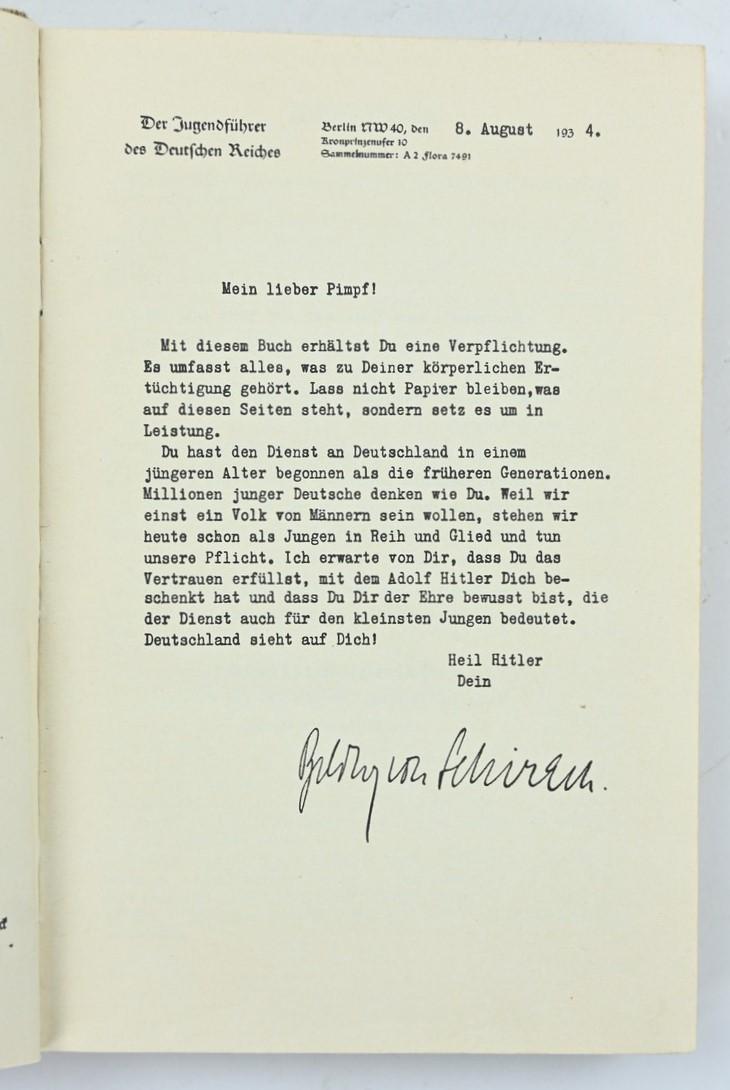 Der Jugendführer
des Deutschen Reiches
Berlin NW 40, den 8. August 193 4.
Kronprinzenufer 10
Sammelnummer: A 2 Flora 7491
Mein lieber Pimpf!
Mit diesem Buch erhältst Du eine Verpflichtung.
Es umfasst alles, was zu Deiner körperlichen Er-
tüchtigung gehört. Lass nicht Papier bleiben,was
auf diesen Seiten steht, sondern setz es um in
Leistung.
Du hast den Dienst an Deutschland in einem
jüngeren Alter begonnen als die früheren Generationen.
Millionen junger Deutsche denken wie Du. Weil wir
einst ein Volk von Männern sein wollen, stehen wir
heute schon als Jungen in Reih und Glied und tun
unsere Pflicht. Ich erwarte von Dir, dass Du das
Vertrauen erfüllst, mit dem Adolf Hitler Dich be-
schenkt hat und dass Du Dir der Ehre bewusst bist, die
der Dienst auch für den kleinsten Jungen bedeutet.
Deutschland sieht auf Dich!
Heil Hitler
Dein
Baldur von Schirach.